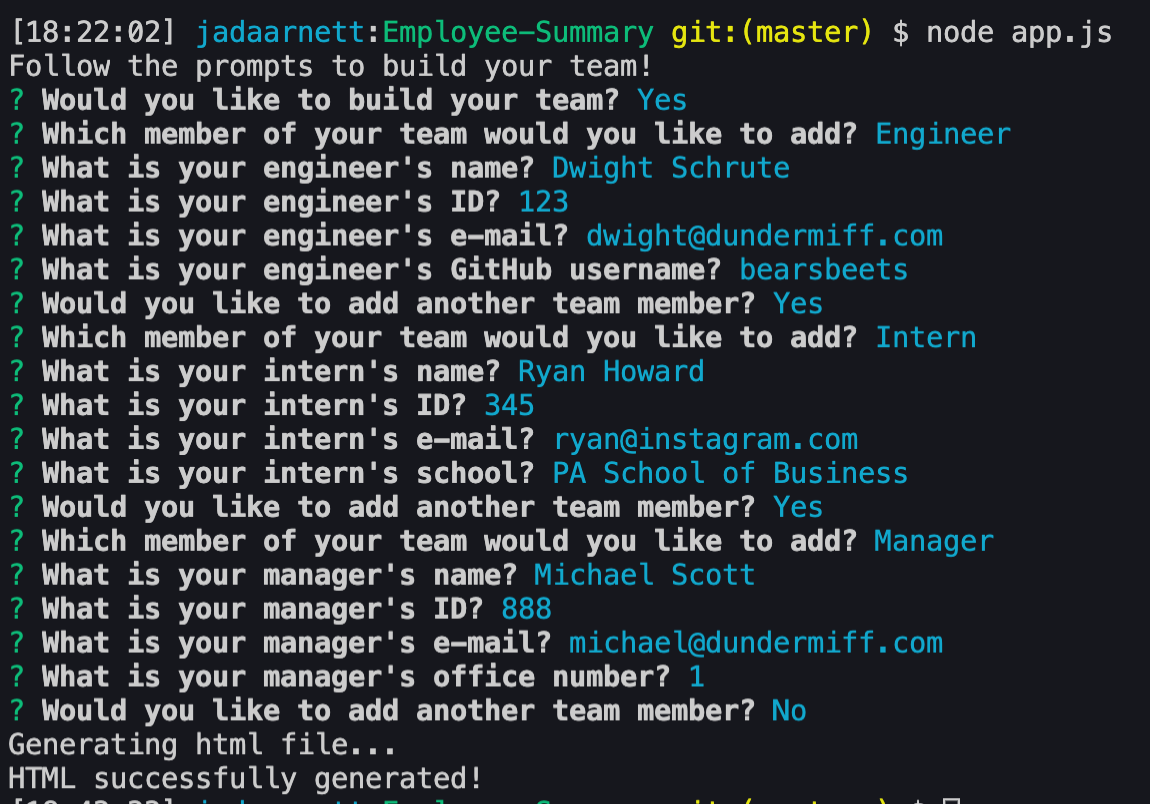 [18:22:02] jadaarnett:Employee-Summary git:(master) $ node app.js
Follow the prompts to build your team!
? Would you like to build your team? Yes
? Which member of your team would you like to add? Engineer
? What is your engineer's name? Dwight Schrute
? What is your engineer's ID? 123
? What is your engineer's e-mail? dwight@dundermiff.com
? What is your engineer's GitHub username? bearsbeets
? Would you like to add another team member? Yes
? Which member of your team would you like to add? Intern
? What is your intern's name? Ryan Howard
? What is your intern's ID? 345
? What is your intern's e-mail? ryan@instagram.com
? What is your intern's school? PA School of Business
? Would you like to add another team member? Yes
? Which member of your team would you like to add? Manager
? What is your manager's name? Michael Scott
? What is your manager's ID? 888
? What is your manager's e-mail? michael@dundermiff.com
? What is your manager's office number? 1
? Would you like to add another team member? No
Generating html file...
HTML successfully generated!